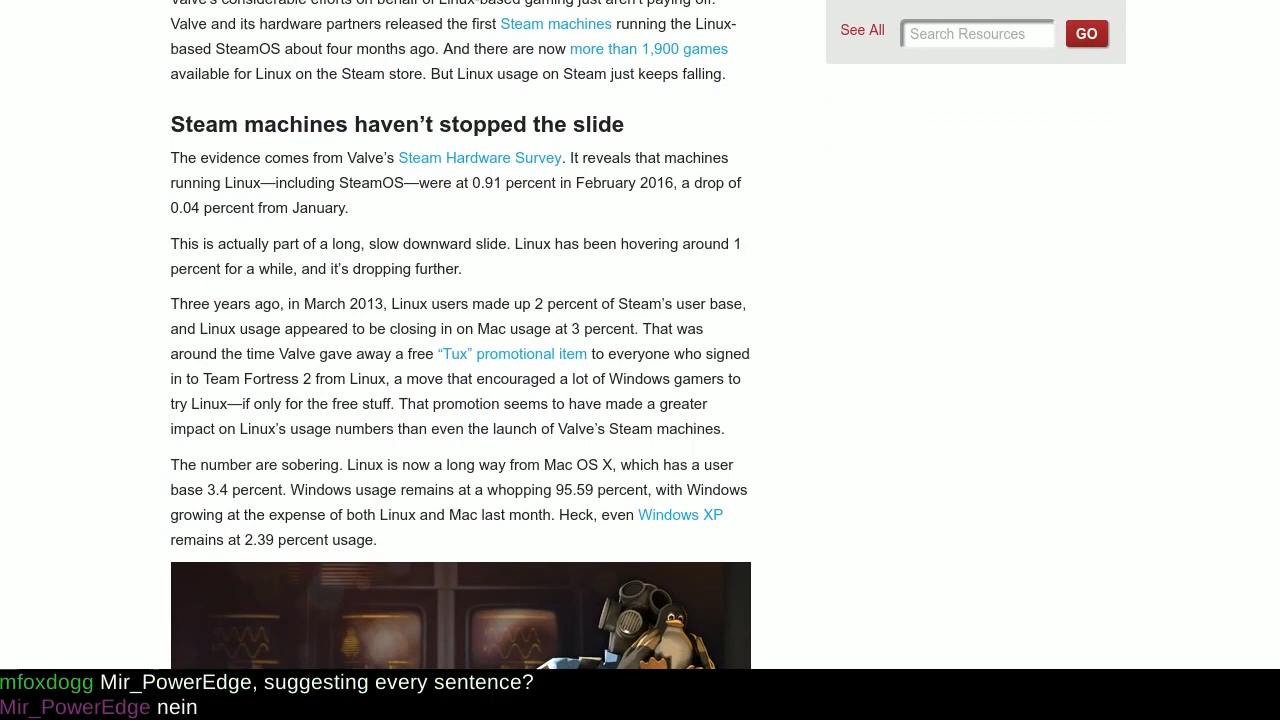 Valve's considerable efforts on behalf of Linux-based gaming just aren't paying off.
Valve and its hardware partners released the first Steam machines running the Linux-
based SteamOS about four months ago. And there are now more than 1,900 games
available for Linux on the Steam store. But Linux usage on Steam just keeps falling.
See All
Search Resources
GO
Steam machines haven’t stopped the slide
The evidence comes from Valve’s Steam Hardware Survey. It reveals that machines
running Linux—including SteamOS—were at 0.91 percent in February 2016, a drop of
0.04 percent from January.
This is actually part of a long, slow downward slide. Linux has been hovering around 1
percent for a while, and it’s dropping further.
Three years ago, in March 2013, Linux users made up 2 percent of Steam’s user base,
and Linux usage appeared to be closing in on Mac usage at 3 percent. That was
around the time Valve gave away a free “Tux” promotional item to everyone who signed
in to Team Fortress 2 from Linux, a move that encouraged a lot of Windows gamers to
try Linux—if only for the free stuff. That promotion seems to have made a greater
impact on Linux’s usage numbers than even the launch of Valve’s Steam machines.
The number are sobering. Linux is now a long way from Mac OS X, which has a user
base 3.4 percent. Windows usage remains at a whopping 95.59 percent, with Windows
growing at the expense of both Linux and Mac last month. Heck, even Windows XP
remains at 2.39 percent usage.
mfoxdogg Mir_PowerEdge, suggesting every sentence?
Mir_PowerEdge nein